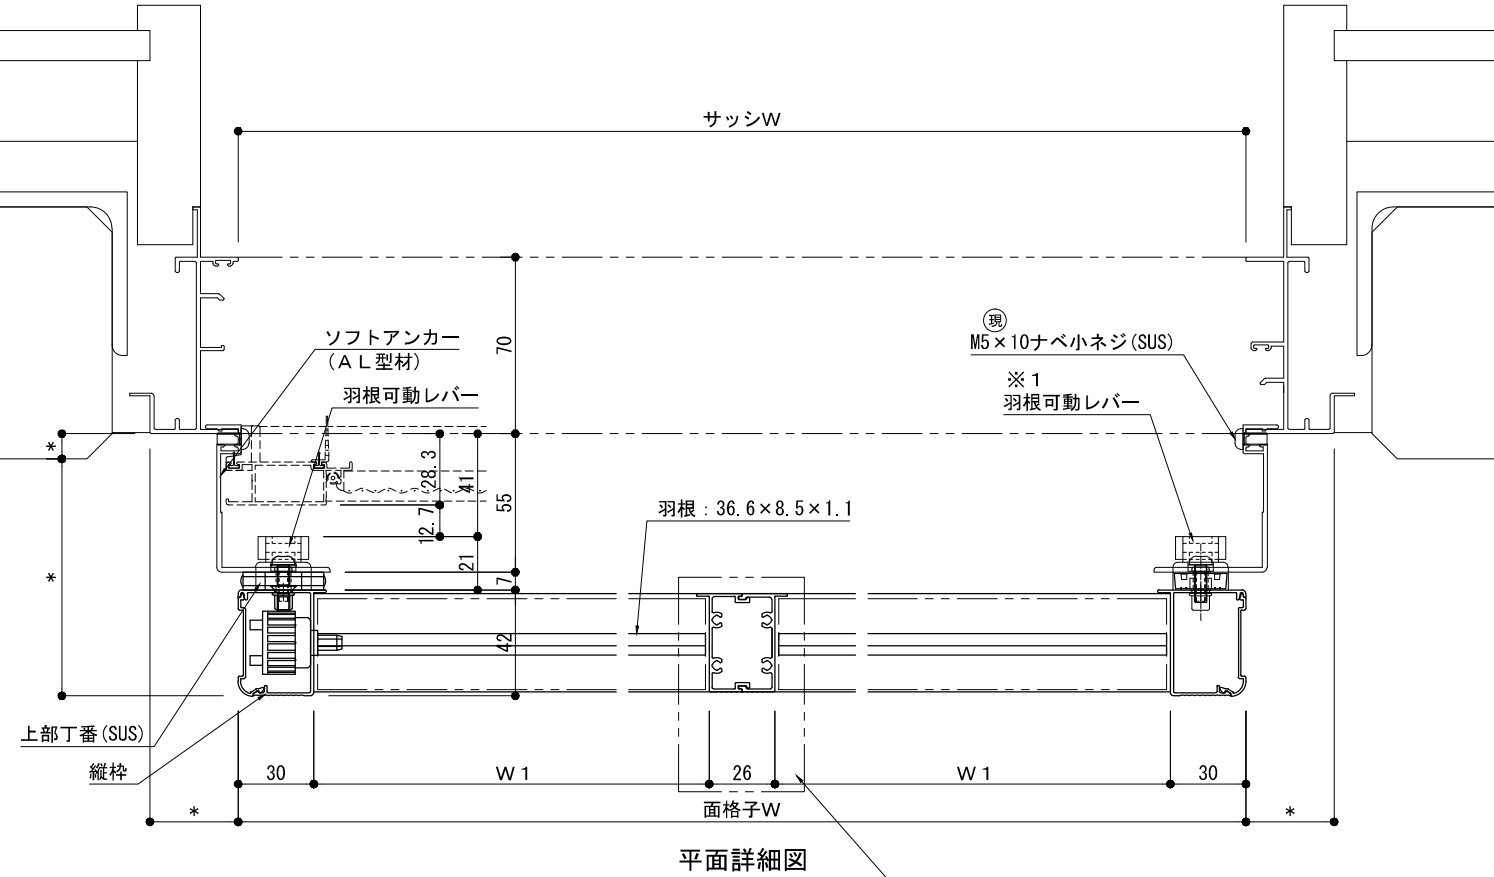 サッシW
ソフトアンカー
(AL型材)
羽根可動レバー
70
現
M5×10ナベ小ネジ(SUS)
※1
羽根可動レバー
*
28.3
41
55
12.7
羽根：36.6×8.5×1.1
*
21
7
42
上部丁番(SUS)
縦枠
30
W1
26
W1
30
*
面格子W
*
平面詳細図